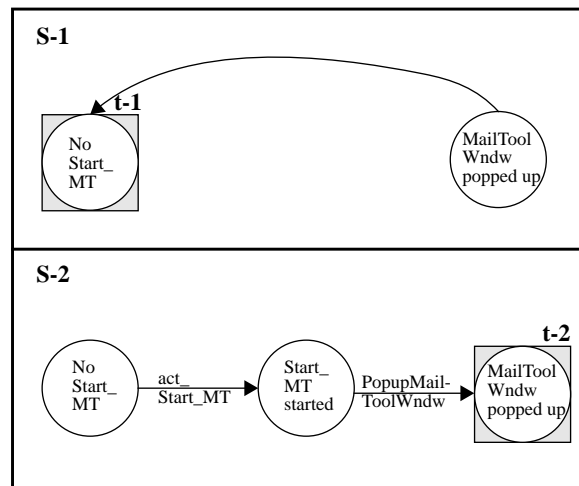 S-1
t-1
No
Start_
MT
MailTool
Wndw
popped up
S-2
t-2
No
Start_
MT
act_
Start_MT
Start_
MT
started
PopupMail-
ToolWndw
MailTool
Wndw
popped up